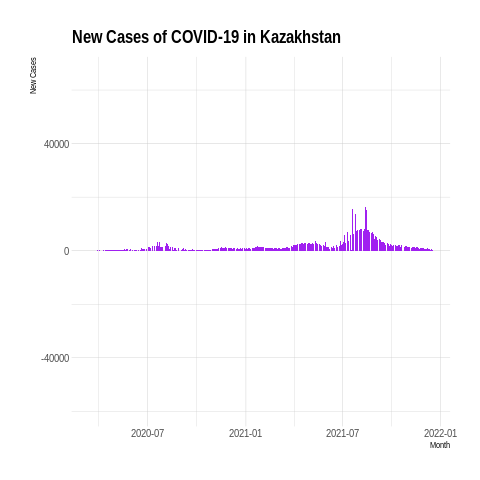 New Cases of COVID-19 in Kazakhstan
New Cases
40000
0
-40000
2020-07
2021-01
2021-07
2022-01
Month